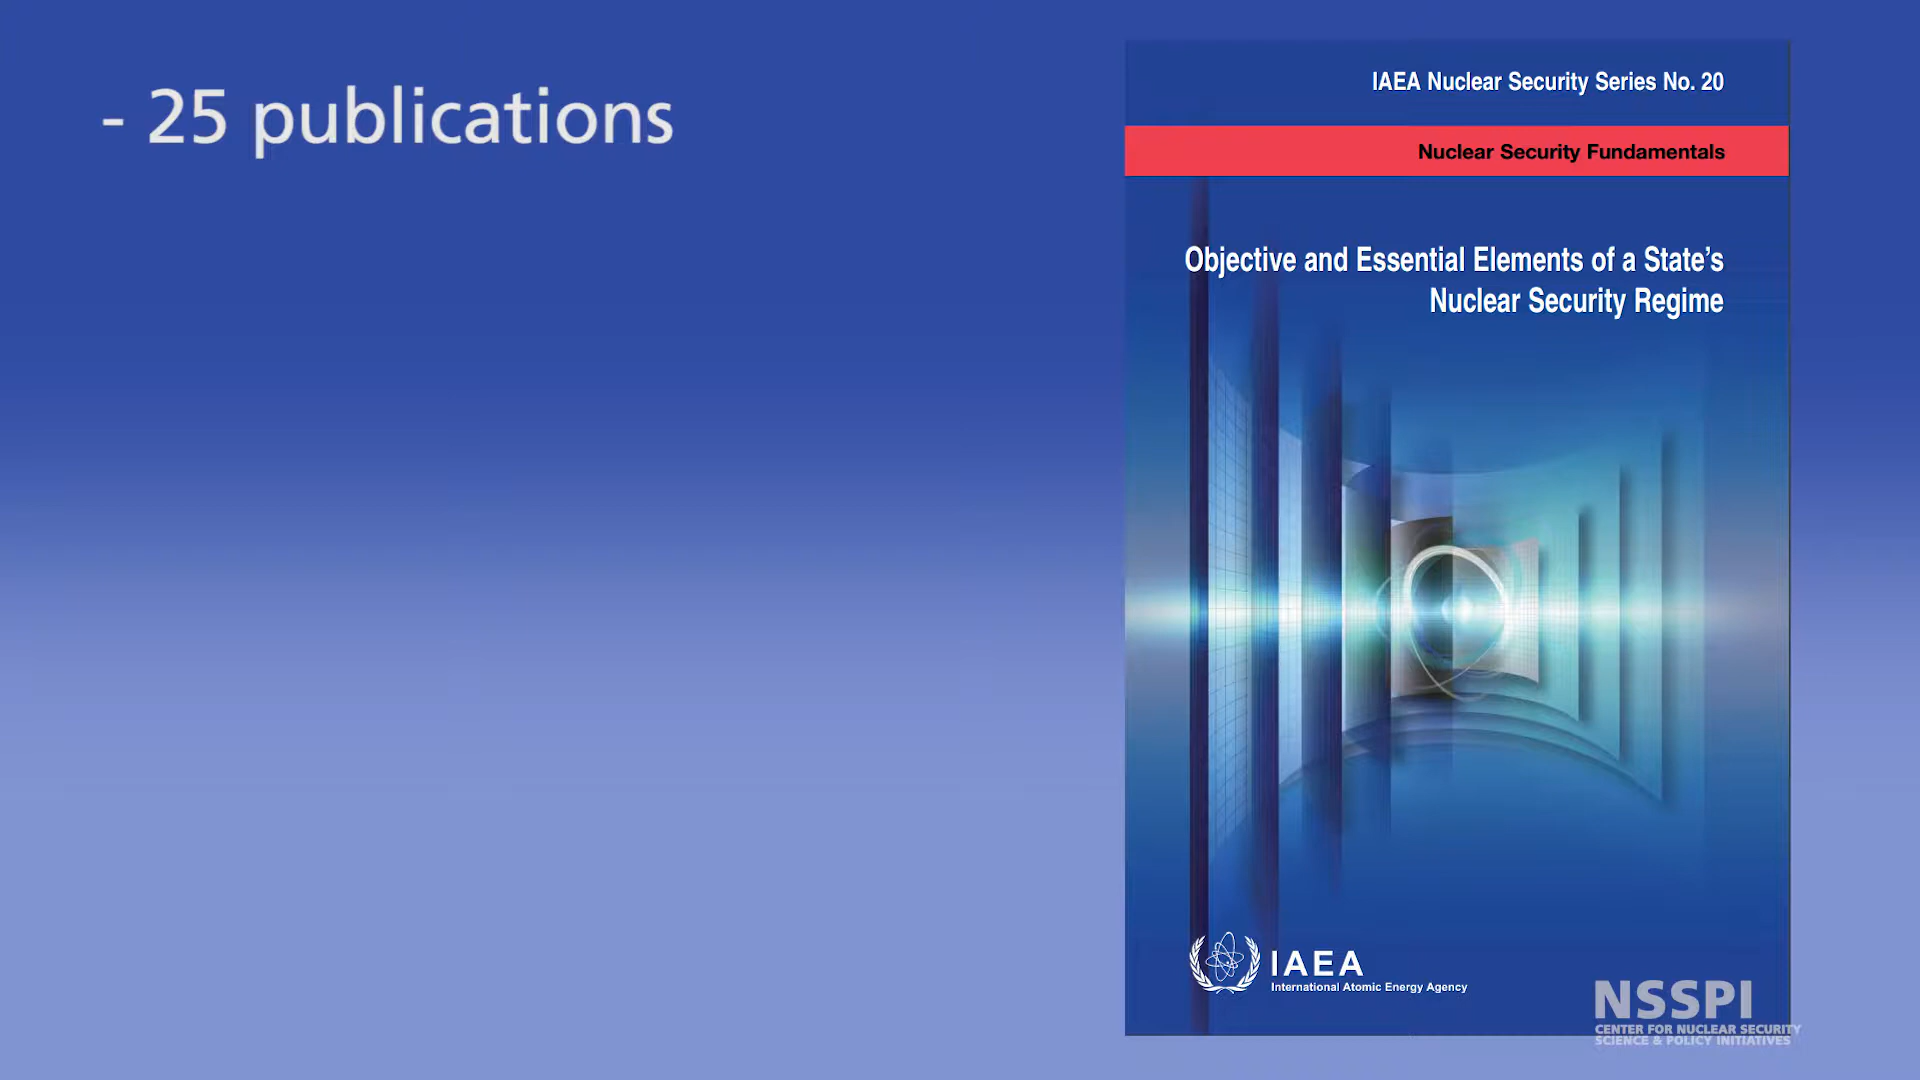 - 25 publications
IAEA Nuclear Security Series No. 20
Nuclear Security Fundamentals
Objective and Essential Elements of a State’s
Nuclear Security Regime
IAEA
International Atomic Energy Agency
NSSPI
CENTER FOR NUCLEAR SECURITY
SCIENCE & POLICY INITIATIVES